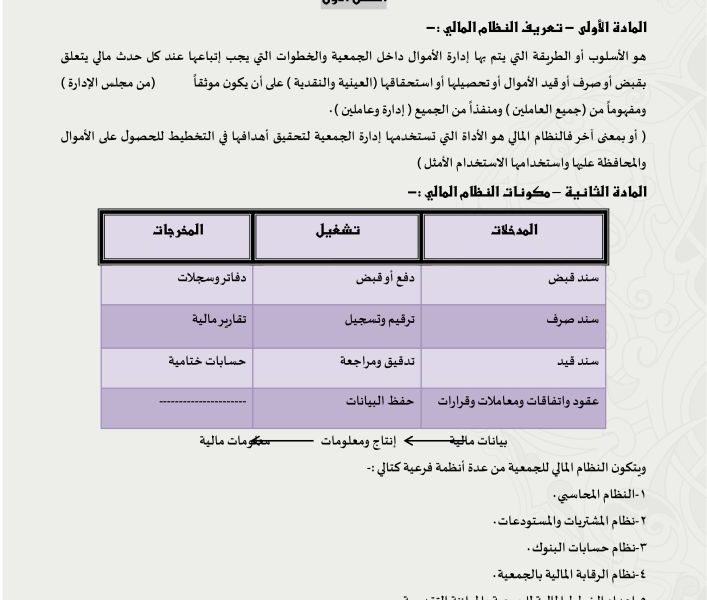 المادة الأولى – تعريف النظام المالي :–
هو الأسلوب أو الطريقة التي يتم بها إدارة الأموال داخل الجمعية والخطوات التي يجب إتباعها عند كل حدث مالي يتعلق
بقبض أو صرف أو قيد الأموال أو تحصيلها أو استحقاقها (العينية والنقدية ) على أن يكون موثقاً (من مجلس الإدارة )
ومفهوماً من (جميع العاملين ) ومنفذاً من الجميع ( إدارة وعاملين ).
( أو بمعنى آخر فالنظام المالي هو الأداة التي تستخدمها إدارة الجمعية لتحقيق أهدافها في التخطيط للحصول على الأموال
والمحافظة عليها واستخدامها الاستخدام الأمثل )
المادة الثانية – مكونات النظام المالي :–
المدخلات تشغيل المخرجات
سند قبض دفع أو قبض دفاتر وسجلات
سند صرف ترقيم وتسجيل تقارير مالية
سند قيد تدقيق ومراجعة حسابات ختامية
عقود واتفاقات ومعاملات وقرارات حفظ البيانات ----------------------
بيانات مالية إنتاج ومعلومات معلومات مالية
ويتكون النظام المالي للجمعية من عدة أنظمة فرعية كتالي :-
١-النظام المحاسبي.
٢-نظام المشتريات والمستودعات.
٣-نظام حسابات البنوك.
٤-نظام الرقابة المالية بالجمعية.